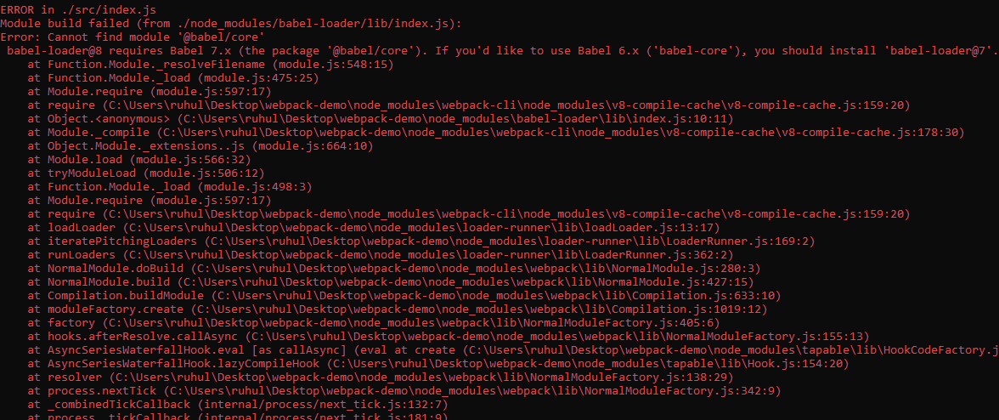 ERROR in ./src/index.js
Module build failed (from ./node_modules/babel-loader/lib/index.js):
Error: Cannot find module '@babel/core'
 babel-loader@8 requires Babel 7.x (the package '@babel/core'). If you'd like to use Babel 6.x ('babel-core'), you should install 'babel-loader@7'.
    at Function.Module._resolveFilename (module.js:548:15)
    at Function.Module._load (module.js:475:25)
    at Module.require (module.js:597:17)
    at require (C:\Users\ruhul\Desktop\webpack-demo\node_modules\webpack-cli\node_modules\v8-compile-cache\v8-compile-cache.js:159:20)
    at Object.<anonymous> (C:\Users\ruhul\Desktop\webpack-demo\node_modules\babel-loader\lib\index.js:10:11)
    at Module._compile (C:\Users\ruhul\Desktop\webpack-demo\node_modules\webpack-cli\node_modules\v8-compile-cache\v8-compile-cache.js:178:30)
    at Object.Module._extensions..js (module.js:664:10)
    at Module.load (module.js:566:32)
    at tryModuleLoad (module.js:506:12)
    at Function.Module._load (module.js:498:3)
    at Module.require (module.js:597:17)
    at require (C:\Users\ruhul\Desktop\webpack-demo\node_modules\webpack-cli\node_modules\v8-compile-cache\v8-compile-cache.js:159:20)
    at loadLoader (C:\Users\ruhul\Desktop\webpack-demo\node_modules\loader-runner\lib\loadLoader.js:13:17)
    at iteratePitchingLoaders (C:\Users\ruhul\Desktop\webpack-demo\node_modules\loader-runner\lib\LoaderRunner.js:169:2)
    at runLoaders (C:\Users\ruhul\Desktop\webpack-demo\node_modules\loader-runner\lib\LoaderRunner.js:362:2)
    at NormalModule.doBuild (C:\Users\ruhul\Desktop\webpack-demo\node_modules\webpack\lib\NormalModule.js:280:3)
    at NormalModule.build (C:\Users\ruhul\Desktop\webpack-demo\node_modules\webpack\lib\NormalModule.js:427:15)
    at Compilation.buildModule (C:\Users\ruhul\Desktop\webpack-demo\node_modules\webpack\lib\Compilation.js:633:10)
    at moduleFactory.create (C:\Users\ruhul\Desktop\webpack-demo\node_modules\webpack\lib\Compilation.js:1019:12)
    at factory (C:\Users\ruhul\Desktop\webpack-demo\node_modules\webpack\lib\NormalModuleFactory.js:405:6)
    at hooks.afterResolve.callAsync (C:\Users\ruhul\Desktop\webpack-demo\node_modules\webpack\lib\NormalModuleFactory.js:155:13)
    at AsyncSeriesWaterfallHook.eval [as callAsync] (eval at create (C:\Users\ruhul\Desktop\webpack-demo\node_modules\tapable\lib\HookCodeFactory.j
    at AsyncSeriesWaterfallHook.lazyCompileHook (C:\Users\ruhul\Desktop\webpack-demo\node_modules\tapable\lib\Hook.js:154:20)
    at resolver (C:\Users\ruhul\Desktop\webpack-demo\node_modules\webpack\lib\NormalModuleFactory.js:138:29)
    at process.nextTick (C:\Users\ruhul\Desktop\webpack-demo\node_modules\webpack\lib\NormalModuleFactory.js:342:9)
    at _combinedTickCallback (internal/process/next_tick.js:132:7)
    at process._tickCallback (internal/process/next_tick.js:181:9)